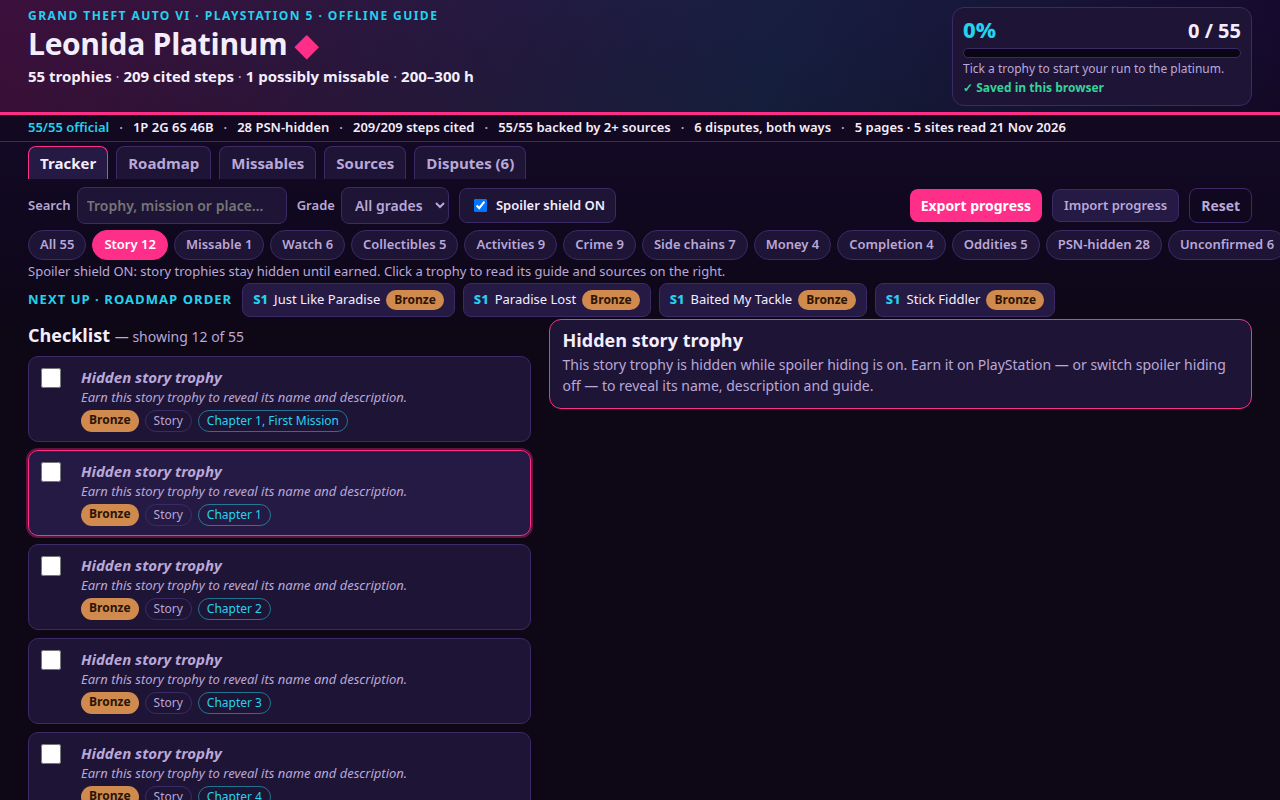 GRAND THEFT AUTO VI · PLAYSTATION 5 · OFFLINE GUIDE
Leonida Platinum
55 trophies · 209 cited steps · 1 possibly missable · 200–300 h
0% 0 / 55
Tick a trophy to start your run to the platinum.
✓ Saved in this browser
55/55 official · 1P 2G 6S 46B · 28 PSN-hidden · 209/209 steps cited · 55/55 backed by 2+ sources · 6 disputes, both ways · 5 pages · 5 sites read 21 Nov 2026
Tracker Roadmap Missables Sources Disputes (6)
Search Trophy, mission or place... Grade All grades Spoiler shield ON Export progress Import progress Reset
All 55 Story 12 Missable 1 Watch 6 Collectibles 5 Activities 9 Crime 9 Side chains 7 Money 4 Completion 4 Oddities 5 PSN-hidden 28 Unconfirmed 6
Spoiler shield ON: story trophies stay hidden until earned. Click a trophy to read its guide and sources on the right.
NEXT UP · ROADMAP ORDER S1 Just Like Paradise Bronze S1 Paradise Lost Bronze S1 Baited My Tackle Bronze S1 Stick Fiddler Bronze
Checklist — showing 12 of 55
Hidden story trophy
Earn this story trophy to reveal its name and description.
Bronze Story Chapter 1, First Mission
Hidden story trophy
Earn this story trophy to reveal its name and description.
Bronze Story Chapter 1
Hidden story trophy
Earn this story trophy to reveal its name and description.
Bronze Story Chapter 2
Hidden story trophy
Earn this story trophy to reveal its name and description.
Bronze Story Chapter 3
Hidden story trophy
Earn this story trophy to reveal its name and description.
Bronze Story Chapter 4
Hidden story trophy
This story trophy is hidden while spoiler hiding is on. Earn it on PlayStation — or switch spoiler hiding
off — to reveal its name, description and guide.